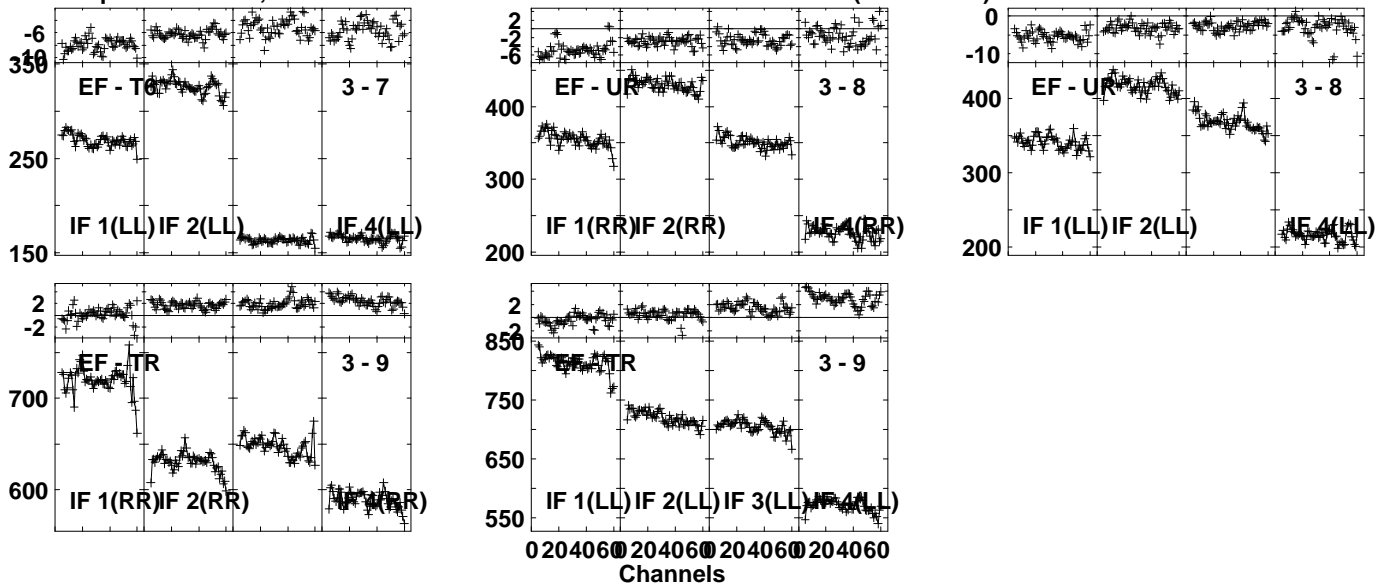 -6
-10
350
250
150
EF - T6
3 - 7
IF 1(LL) IF 2(LL) IF 4(LL)
2
-2
-6
400
300
200
EF - UR
3 - 8
IF 1(RR) IF 2(RR) IF 4(RR)
0
-10
400
300
200
EF - UR
3 - 8
IF 1(LL) IF 2(LL) IF 4(LL)
2
-2
700
600
EF - TR
3 - 9
IF 1(RR) IF 2(RR) IF 4(RR)
2
-2
850
750
650
550
EF - TR
3 - 9
IF 1(LL) IF 2(LL) IF 3(LL) IF 4(LL)
0 20 40 60 0 20 40 60 0 20 40 60 0 20 40 60
Channels